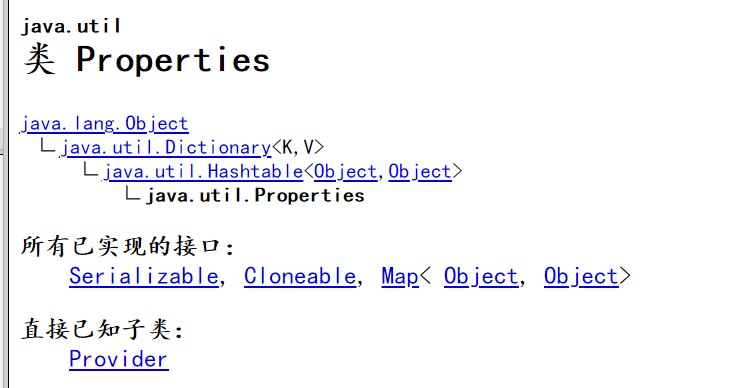 java.util
类 Properties
java.lang.Object
java.util.Dictionary<K,V>
java.util.Hashtable<Object,Object>
java.util.Properties
所有已实现的接口:
Serializable, Cloneable, Map< Object, Object>
直接已知子类:
Provider